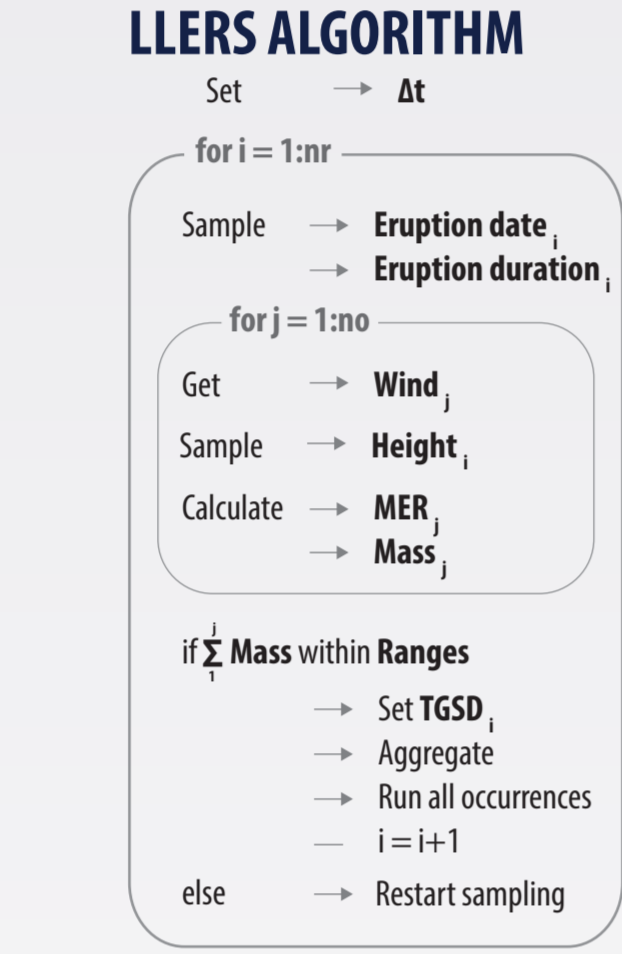 LLERS ALGORITHM
Set → Δt
for i = 1:nr
Sample → Eruption date i
→ Eruption duration i
for j = 1:no
Get → Wind j
Sample → Height i
Calculate → MER j
→ Mass j
if j Σ 1 Mass within Ranges
→ Set TGSD i
→ Aggregate
→ Run all occurrences
— i = i+1
else → Restart sampling